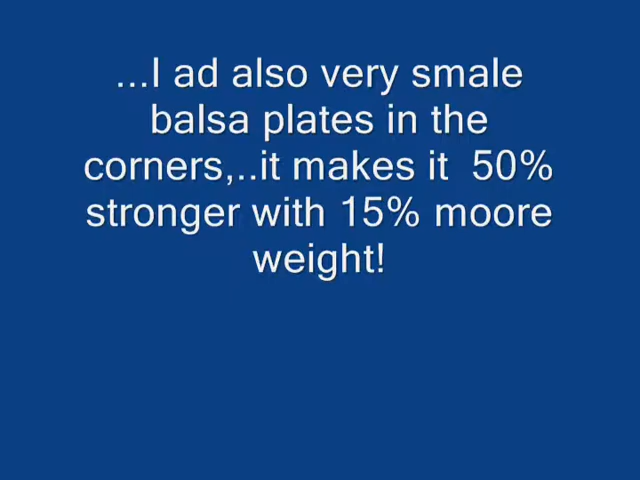 ...I ad also very smale
balsa plates in the
corners,..it makes it  50%
stronger with 15% moore
weight!